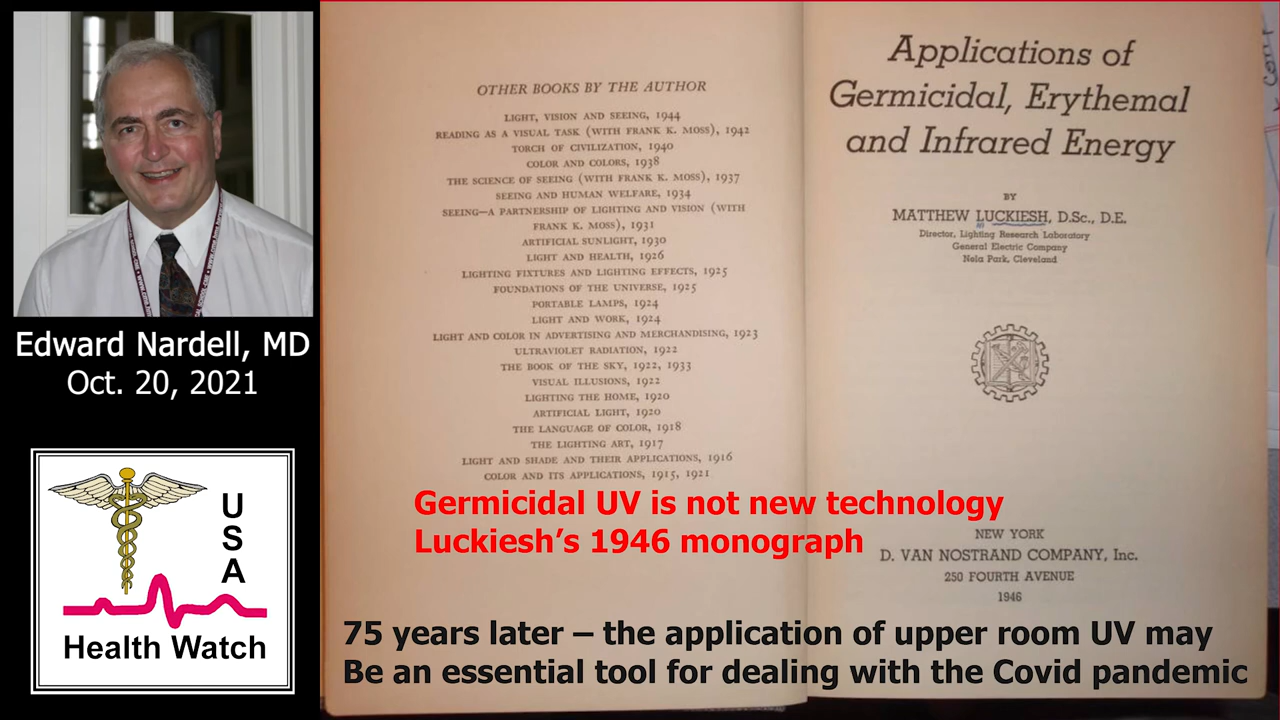 Edward Nardell, MD
Oct. 20, 2021
USA
Health Watch
OTHER BOOKS BY THE AUTHOR
LIGHT, VISION AND SEEING, 1944
READING AS A VISUAL TASK (WITH FRANK K. MOSS), 1942
TORCH OF CIVILIZATION, 1940
COLOR AND COLORS, 1938
THE SCIENCE OF SEEING (WITH FRANK K. MOSS), 1937
SEEING AND HUMAN WELFARE, 1934
SEEING—A PARTNERSHIP OF LIGHTING AND VISION (WITH
FRANK K. MOSS), 1931
ARTIFICIAL SUNLIGHT, 1930
LIGHT AND HEALTH, 1926
LIGHTING FIXTURES AND LIGHTING EFFECTS, 1925
FOUNDATIONS OF THE UNIVERSE, 1925
PORTABLE LAMPS, 1924
LIGHT AND WORK, 1924
LIGHT AND COLOR IN ADVERTISING AND MERCHANDISING, 1923
ULTRAVIOLET RADIATION, 1922
THE BOOK OF THE SKY, 1922, 1933
VISUAL ILLUSIONS, 1922
LIGHTING THE HOME, 1920
ARTIFICIAL LIGHT, 1920
THE LANGUAGE OF COLOR, 1918
THE LIGHTING ART, 1917
LIGHT AND SHADE AND THEIR APPLICATIONS, 1916
COLOR AND ITS APPLICATIONS, 1915, 1921
Applications of
Germicidal, Erythemal
and Infrared Energy
BY
MATTHEW LUCKIESH, D.Sc., D.E.
Director, Lighting Research Laboratory
General Electric Company
Nela Park, Cleveland
Germicidal UV is not new technology
Luckiesh's 1946 monograph
NEW YORK
D. VAN NOSTRAND COMPANY, Inc.
250 FOURTH AVENUE
1946
75 years later – the application of upper room UV may
Be an essential tool for dealing with the Covid pandemic